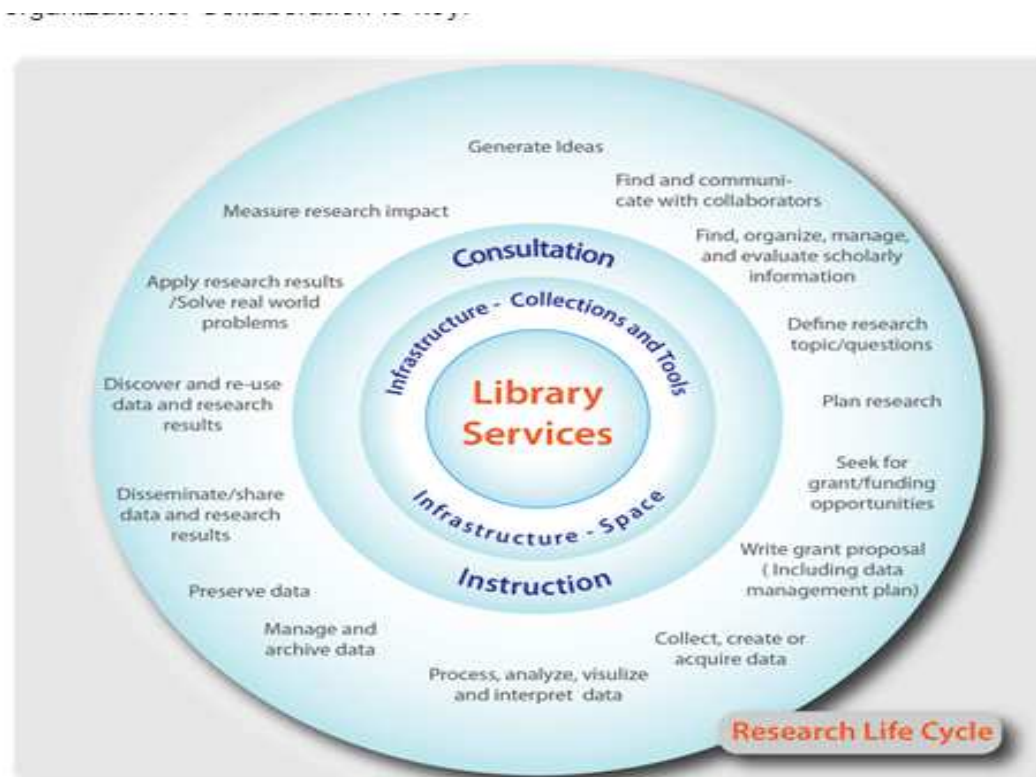 organizations. Collaboration is key.
Generate Ideas
Find and communi-
cate with collaborators
Find, organize, manage,
and evaluate scholarly
information
Define research
topic/questions
Plan research
Seek for
grant/funding
opportunities
Write grant proposal
( Including data
management plan)
Collect, create or
acquire data
Process, analyze, visulize
and interpret data
Manage and
archive data
Preserve data
Disseminate/share
data and research
results
Discover and re-use
data and research
results
Apply research results
/Solve real world
problems
Measure research impact
Consultation
Infrastructure - Collections and Tools
Library
Services
Infrastructure - Space
Instruction
Research Life Cycle